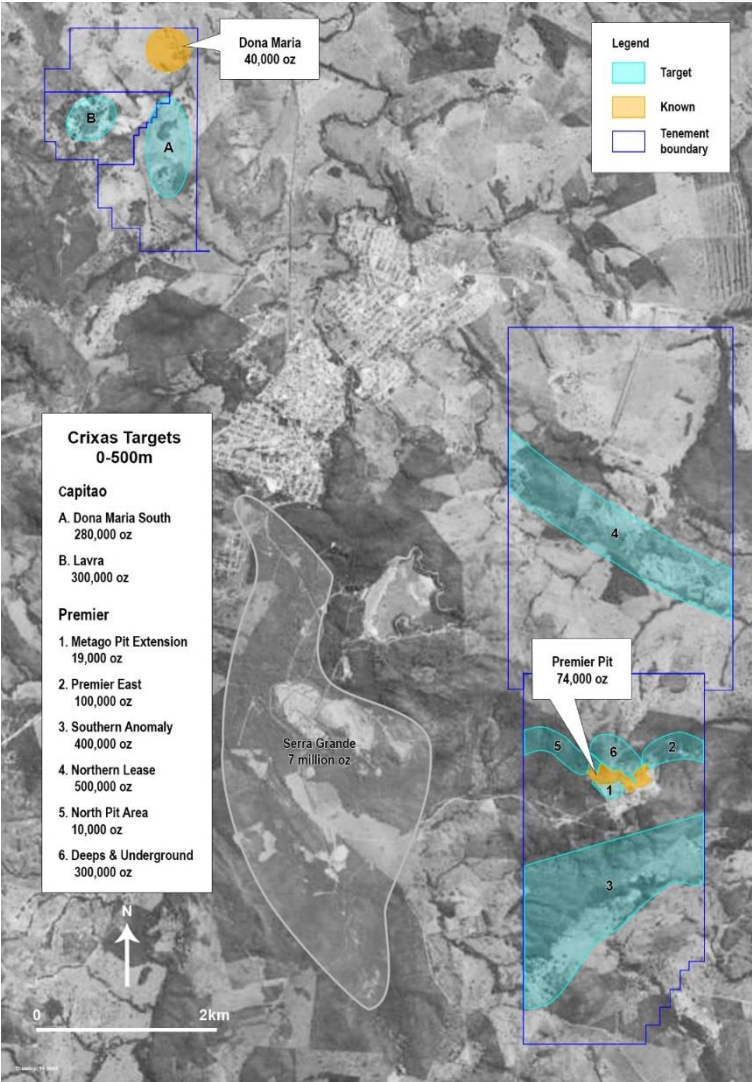 Dona Maria
40,000 oz
Legend
Target
Known
Tenement
boundary
B
A
Crixas Targets
0-500m
Capitao
A. Dona Maria South
280,000 oz
B. Lavra
300,000 oz
Premier
1. Metago Pit Extension
19,000 oz
2. Premier East
100,000 oz
3. Southern Anomaly
400,000 oz
4. Northern Lease
500,000 oz
5. North Pit Area
10,000 oz
6. Deeps & Underground
300,000 oz
4
Premier Pit
74,000 oz
Serra Grande
7 million oz
5
6
2
1
3
N
0
2km